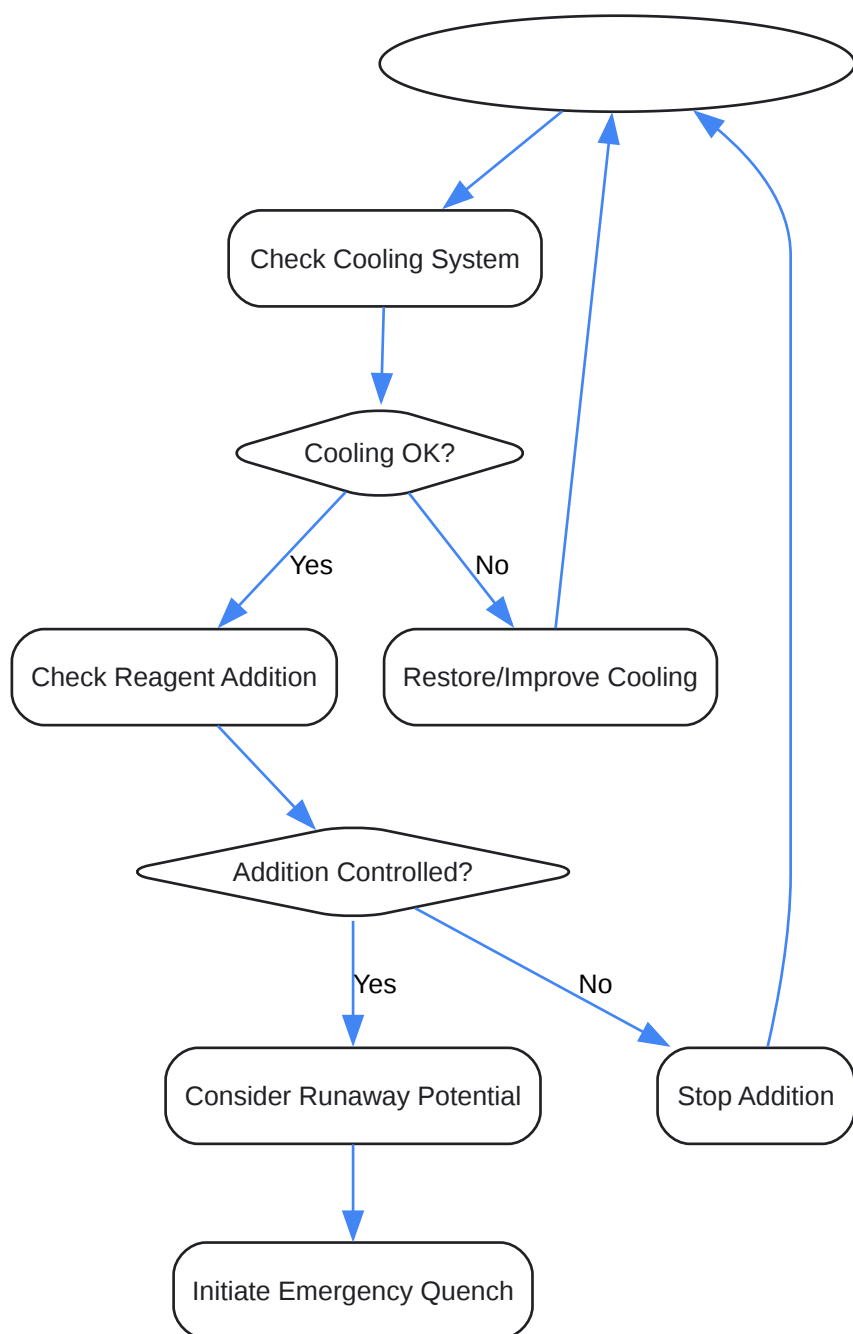 Check Cooling System
Cooling OK?
Yes
No
Check Reagent Addition
Restore/Improve Cooling
Addition Controlled?
Yes
No
Consider Runaway Potential
Stop Addition
Initiate Emergency Quench